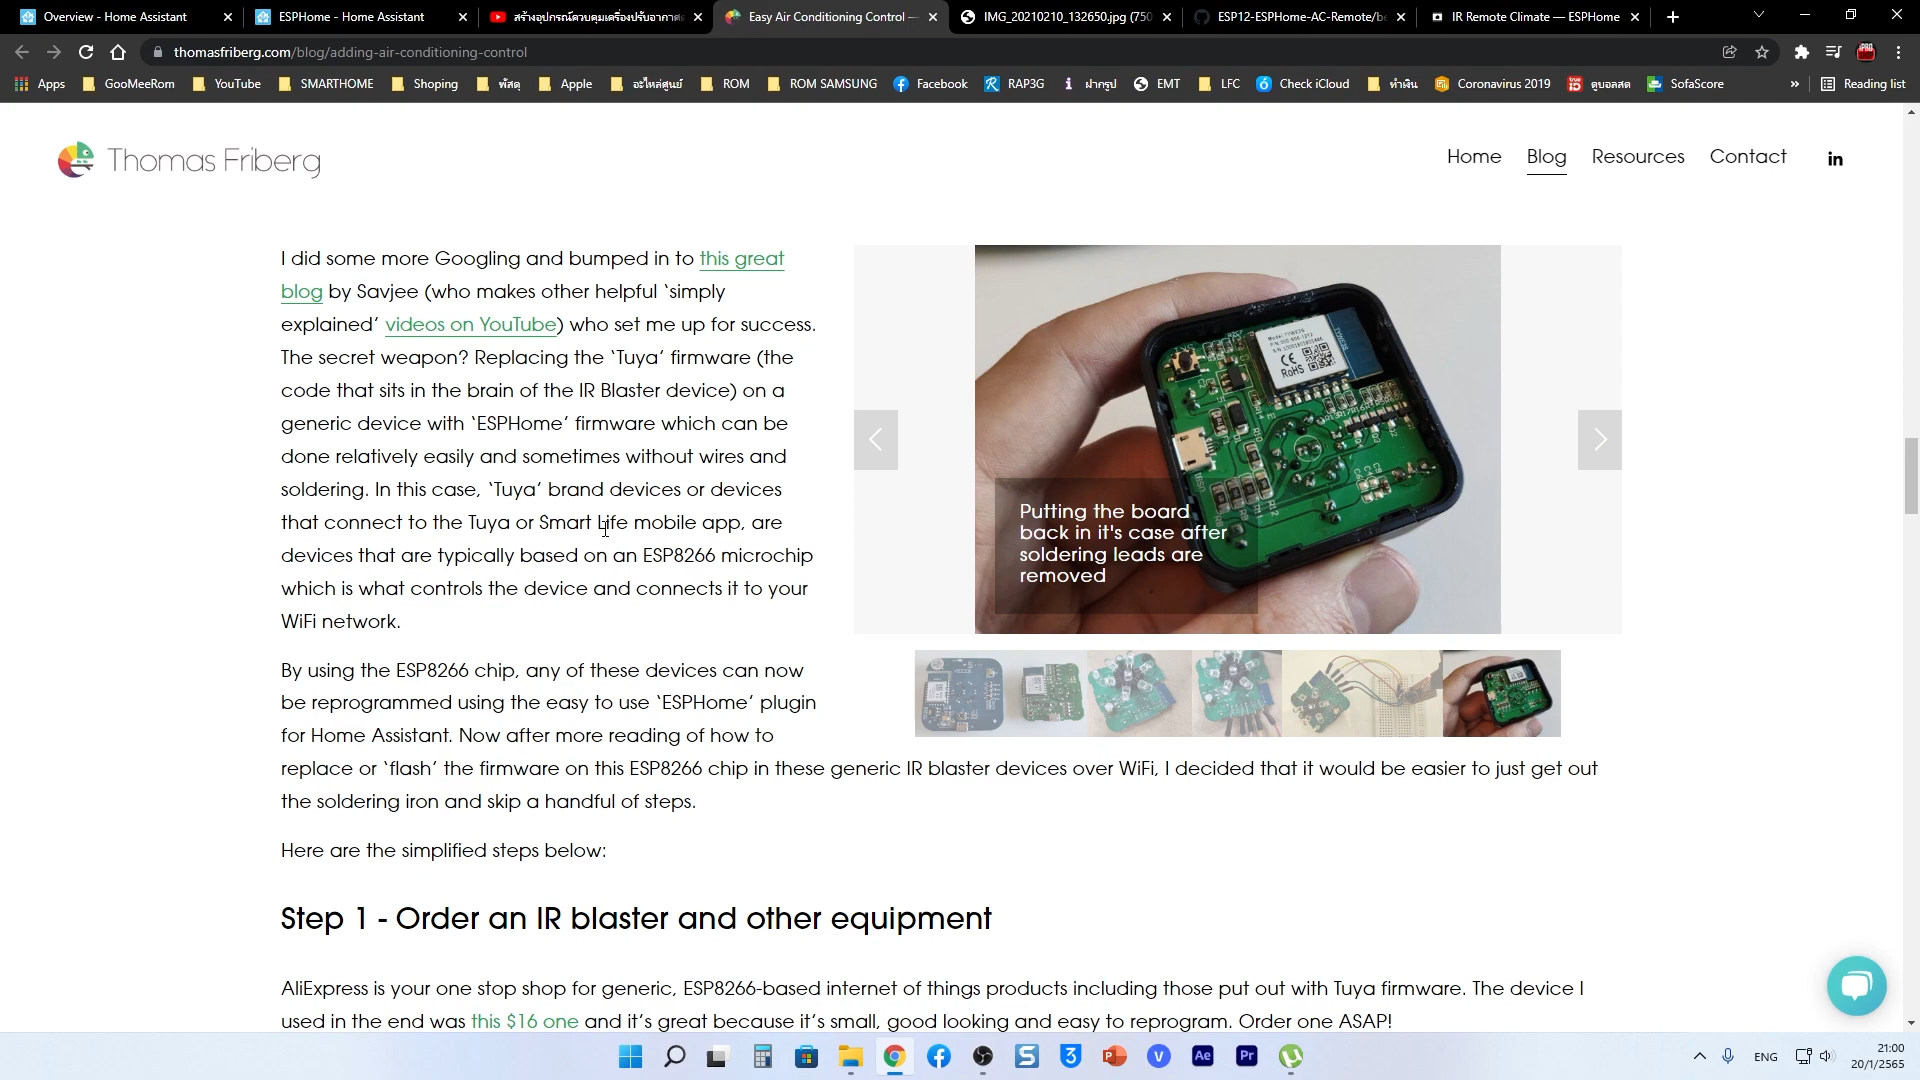 Overview - Home Assistant
ESPHome - Home Assistant
สร้างอุปกรณ์ควบคุมเครื่องปรับอากาศ
Easy Air Conditioning Control —
IMG_20210210_132650.jpg (750
ESP12-ESPHome-AC-Remote/be
IR Remote Climate — ESPHome
thomasfriberg.com/blog/adding-air-conditioning-control
Apps
GooMeeRom
YouTube
SMARTHOME
Shoping
พัสดุ
Apple
อะไหล่ศูนย์
ROM
ROM SAMSUNG
Facebook
RAP3G
ฝากรูป
EMT
LFC
Check iCloud
ทำเงิน
Coronavirus 2019
ดูบอลสด
SofaScore
»
Reading list
Thomas Friberg
Home
Blog
Resources
Contact
in
I did some more Googling and bumped in to this great
blog by Savjee (who makes other helpful ‘simply
explained’ videos on YouTube) who set me up for success.
The secret weapon? Replacing the ‘Tuya’ firmware (the
code that sits in the brain of the IR Blaster device) on a
generic device with ‘ESPHome’ firmware which can be
done relatively easily and sometimes without wires and
soldering. In this case, ‘Tuya’ brand devices or devices
that connect to the Tuya or Smart Life mobile app, are
devices that are typically based on an ESP8266 microchip
which is what controls the device and connects it to your
WiFi network.
Putting the board
back in it's case after
soldering leads are
removed
By using the ESP8266 chip, any of these devices can now
be reprogrammed using the easy to use ‘ESPHome’ plugin
for Home Assistant. Now after more reading of how to
replace or ‘flash’ the firmware on this ESP8266 chip in these generic IR blaster devices over WiFi, I decided that it would be easier to just get out
the soldering iron and skip a handful of steps.
Here are the simplified steps below:
Step 1 - Order an IR blaster and other equipment
AliExpress is your one stop shop for generic, ESP8266-based internet of things products including those put out with Tuya firmware. The device I
used in the end was this $16 one and it’s great because it’s small, good looking and easy to reprogram. Order one ASAP!
Ae
Pr
ENG
21:00
20/1/2565